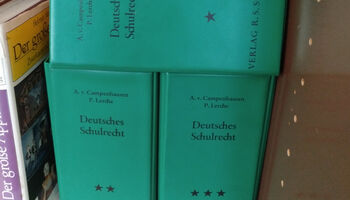 A. v. Campenhausen
P. Lerche
Deutsches
Schulrecht
★
VERLAG R. S. S
A. v. Campenhausen
P. Lerche
Deutsches
Schulrecht
★★
A. v. Campenhausen
P. Lerche
Deutsches
Schulrecht
★★★
Der große
Der große